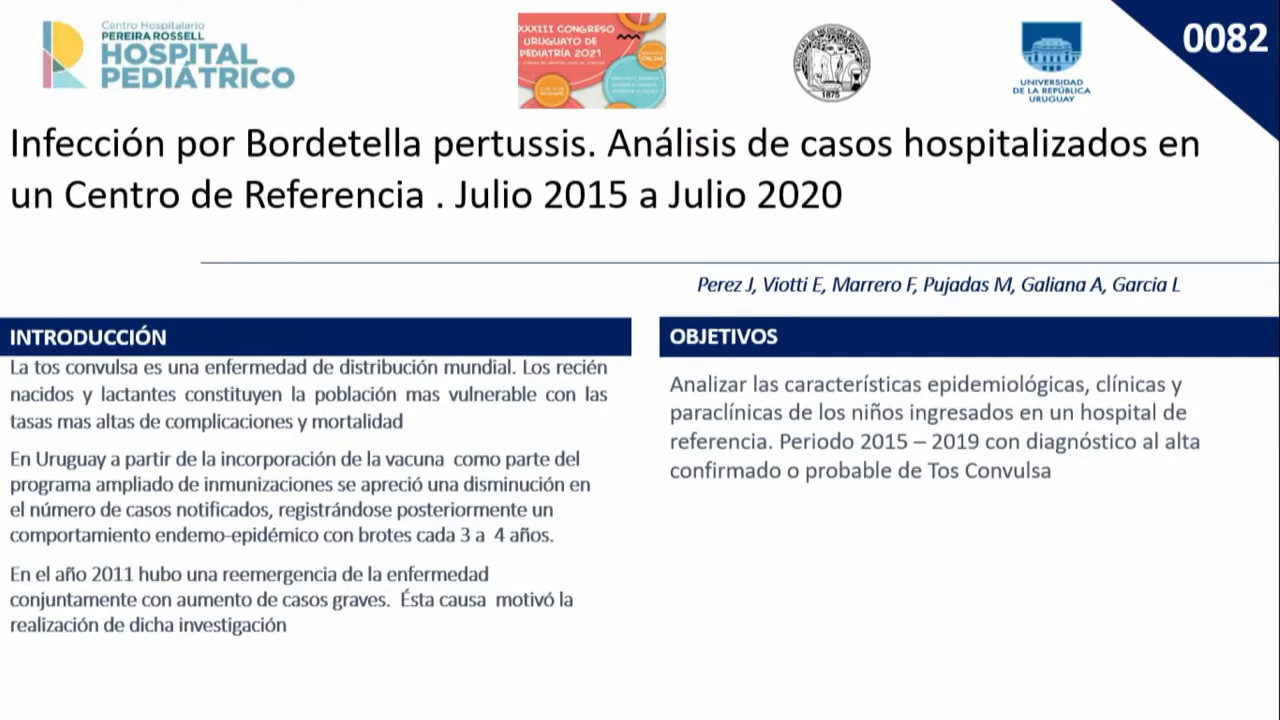 Centro Hospitalario
PEREIRA ROSSELL
HOSPITAL
PEDIÁTRICO
XXXIII CONGRESO
URUGUAYO DE
PEDIATRÍA 2021
1875
UNIVERSIDAD
DE LA REPÚBLICA
URUGUAY
0082
Infección por Bordetella pertussis. Análisis de casos hospitalizados en
un Centro de Referencia . Julio 2015 a Julio 2020
Perez J, Viotti E, Marrero F, Pujadas M, Galiana A, Garcia L
INTRODUCCIÓN
La tos convulsa es una enfermedad de distribución mundial. Los recién
nacidos y lactantes constituyen la población mas vulnerable con las
tasas mas altas de complicaciones y mortalidad
En Uruguay a partir de la incorporación de la vacuna como parte del
programa ampliado de inmunizaciones se apreció una disminución en
el número de casos notificados, registrándose posteriormente un
comportamiento endemo-epidémico con brotes cada 3 a 4 años.
En el año 2011 hubo una reemergencia de la enfermedad
conjuntamente con aumento de casos graves. Ésta causa motivó la
realización de dicha investigación
OBJETIVOS
Analizar las características epidemiológicas, clínicas y
paraclínicas de los niños ingresados en un hospital de
referencia. Periodo 2015 – 2019 con diagnóstico al alta
confirmado o probable de Tos Convulsa